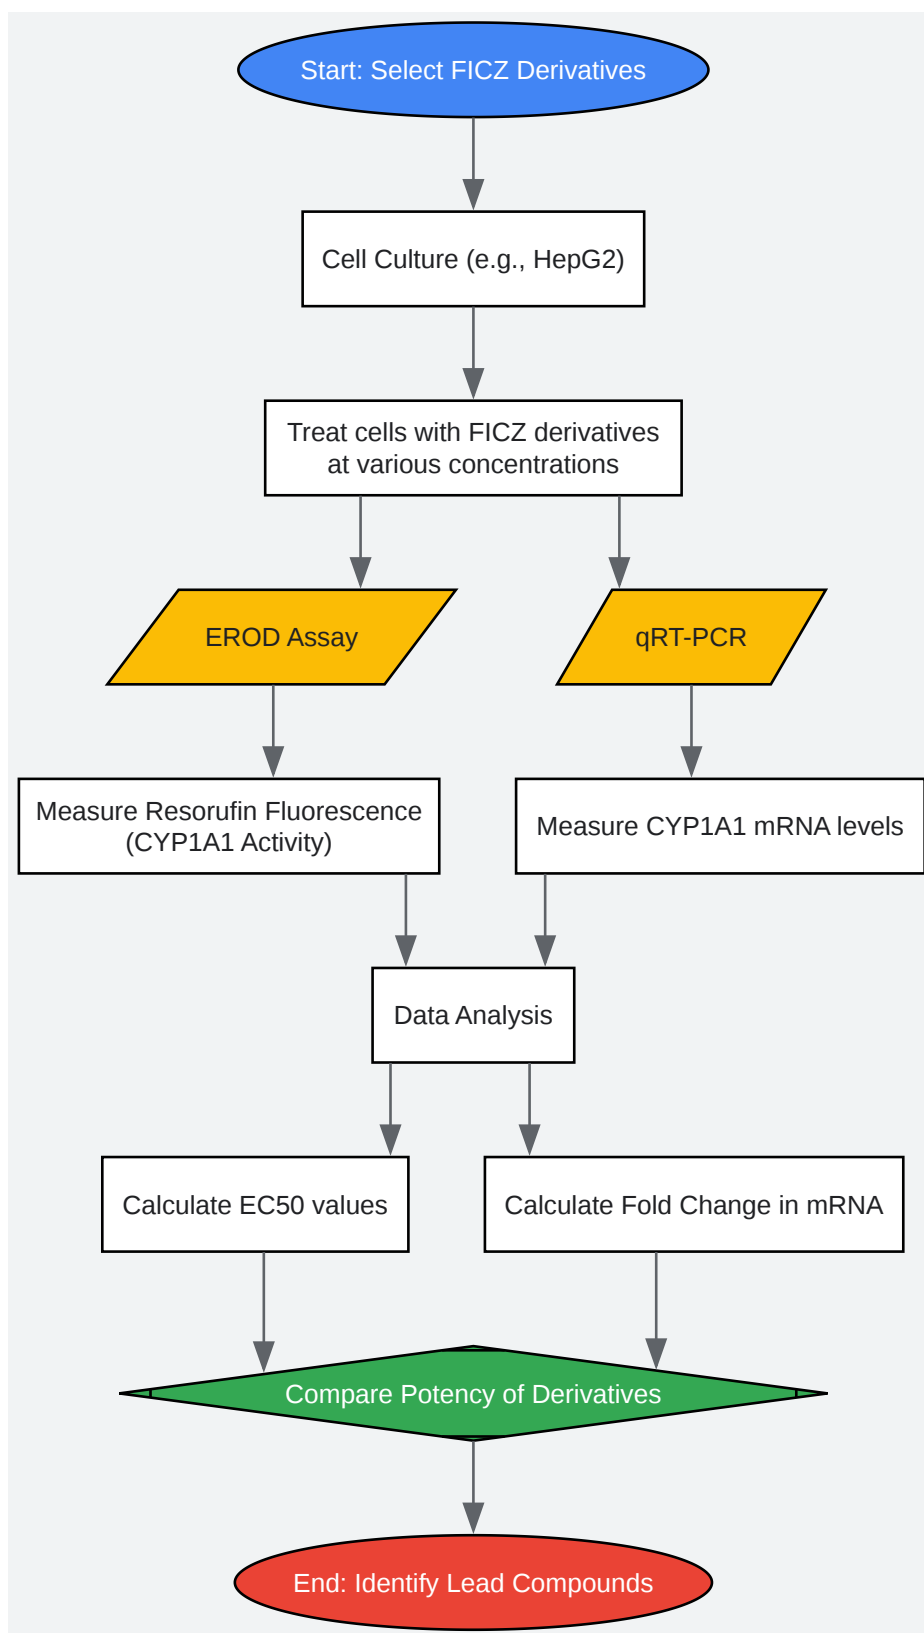 Start: Select FICZ Derivatives
Cell Culture (e.g., HepG2)
Treat cells with FICZ derivatives
at various concentrations
EROD Assay
qRT-PCR
Measure Resorufin Fluorescence
(CYP1A1 Activity)
Measure CYP1A1 mRNA levels
Data Analysis
Calculate EC50 values
Calculate Fold Change in mRNA
Compare Potency of Derivatives
End: Identify Lead Compounds